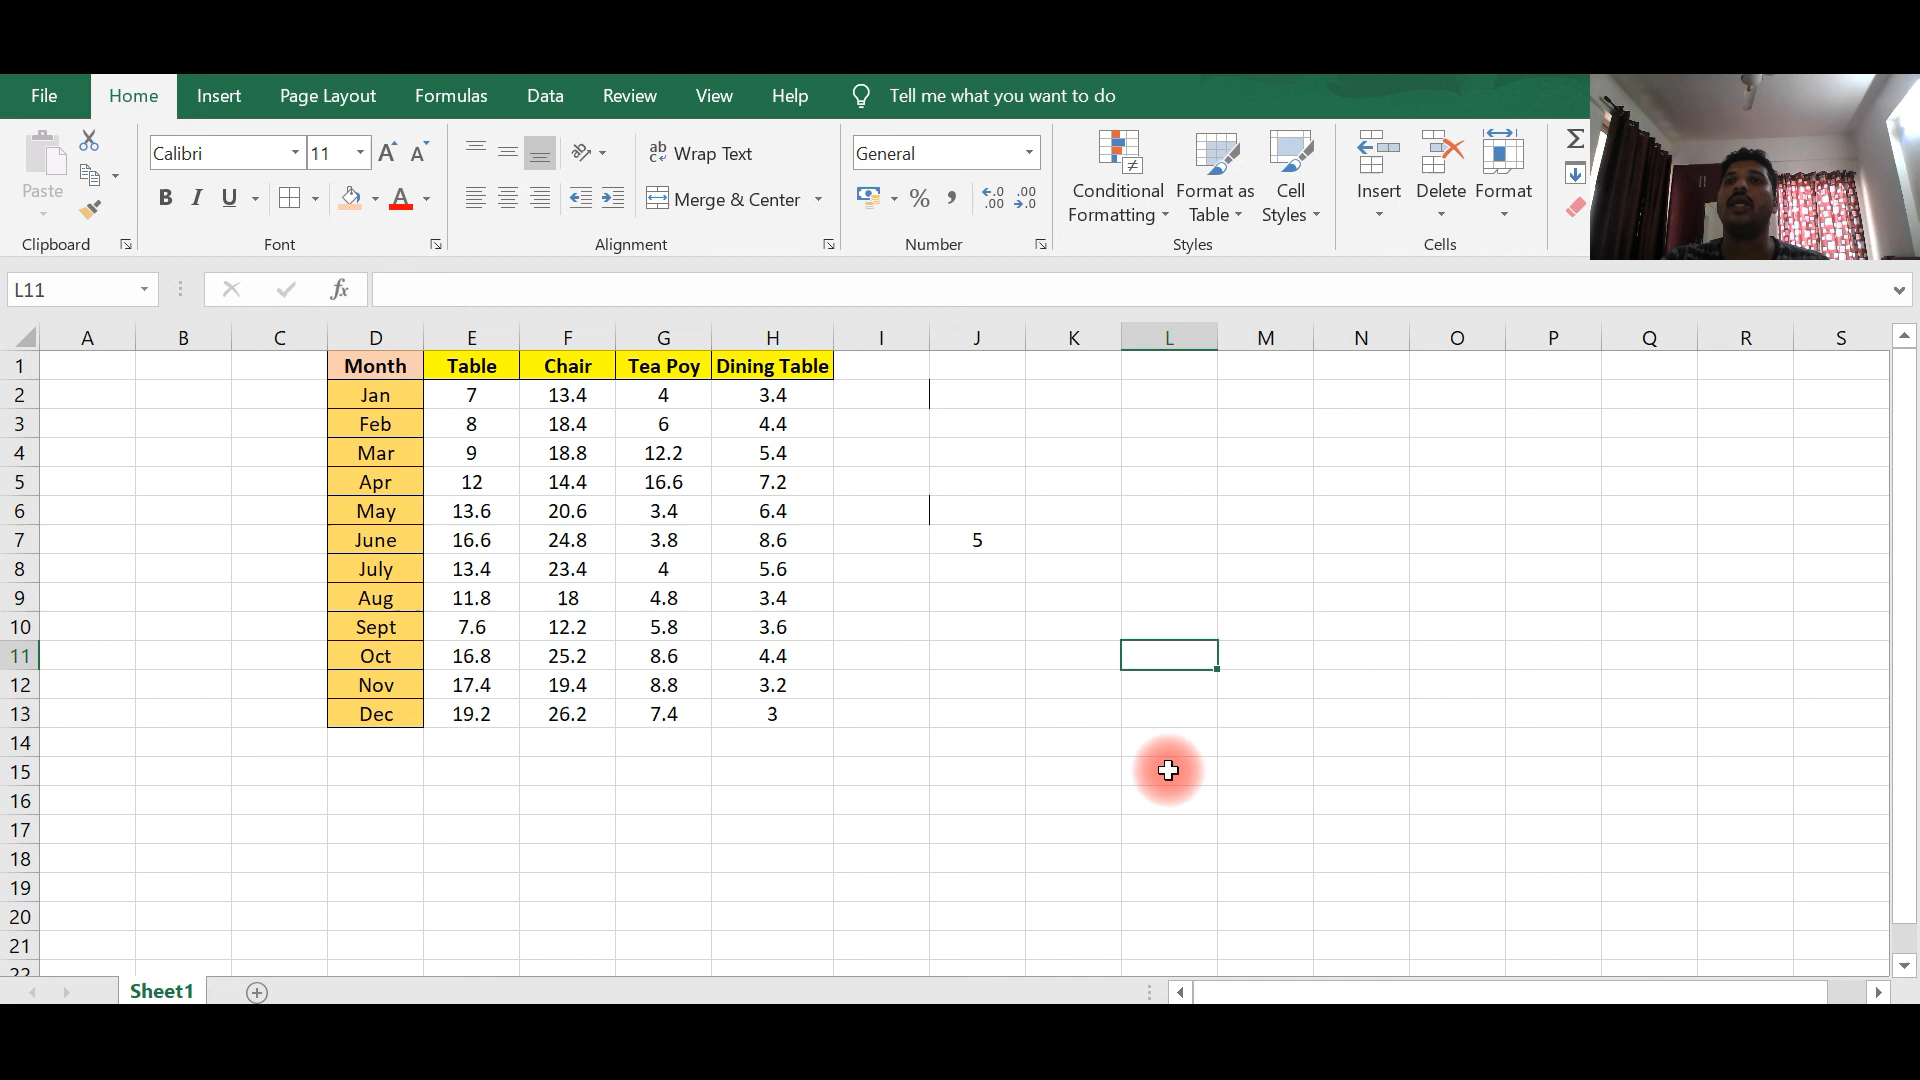 File Home Insert Page Layout Formulas Data Review View Help Tell me what you want to do
Paste
Clipboard
Calibri 11 A A
B I U A
Font
ab c Wrap Text
Merge & Center
Alignment
General
% , .0 .00 .00 .0
Number
Conditional Formatting
Format as Table
Cell Styles
Styles
Insert Delete Format
Cells
Σ
L11 fx
A B C D E F G H I J K L M N O P Q R S
1 Month Table Chair Tea Poy Dining Table
2 Jan 7 13.4 4 3.4
3 Feb 8 18.4 6 4.4
4 Mar 9 18.8 12.2 5.4
5 Apr 12 14.4 16.6 7.2
6 May 13.6 20.6 3.4 6.4
7 June 16.6 24.8 3.8 8.6 5
8 July 13.4 23.4 4 5.6
9 Aug 11.8 18 4.8 3.4
10 Sept 7.6 12.2 5.8 3.6
11 Oct 16.8 25.2 8.6 4.4
12 Nov 17.4 19.4 8.8 3.2
13 Dec 19.2 26.2 7.4 3
14
15
16
17
18
19
20
21
22
Sheet1